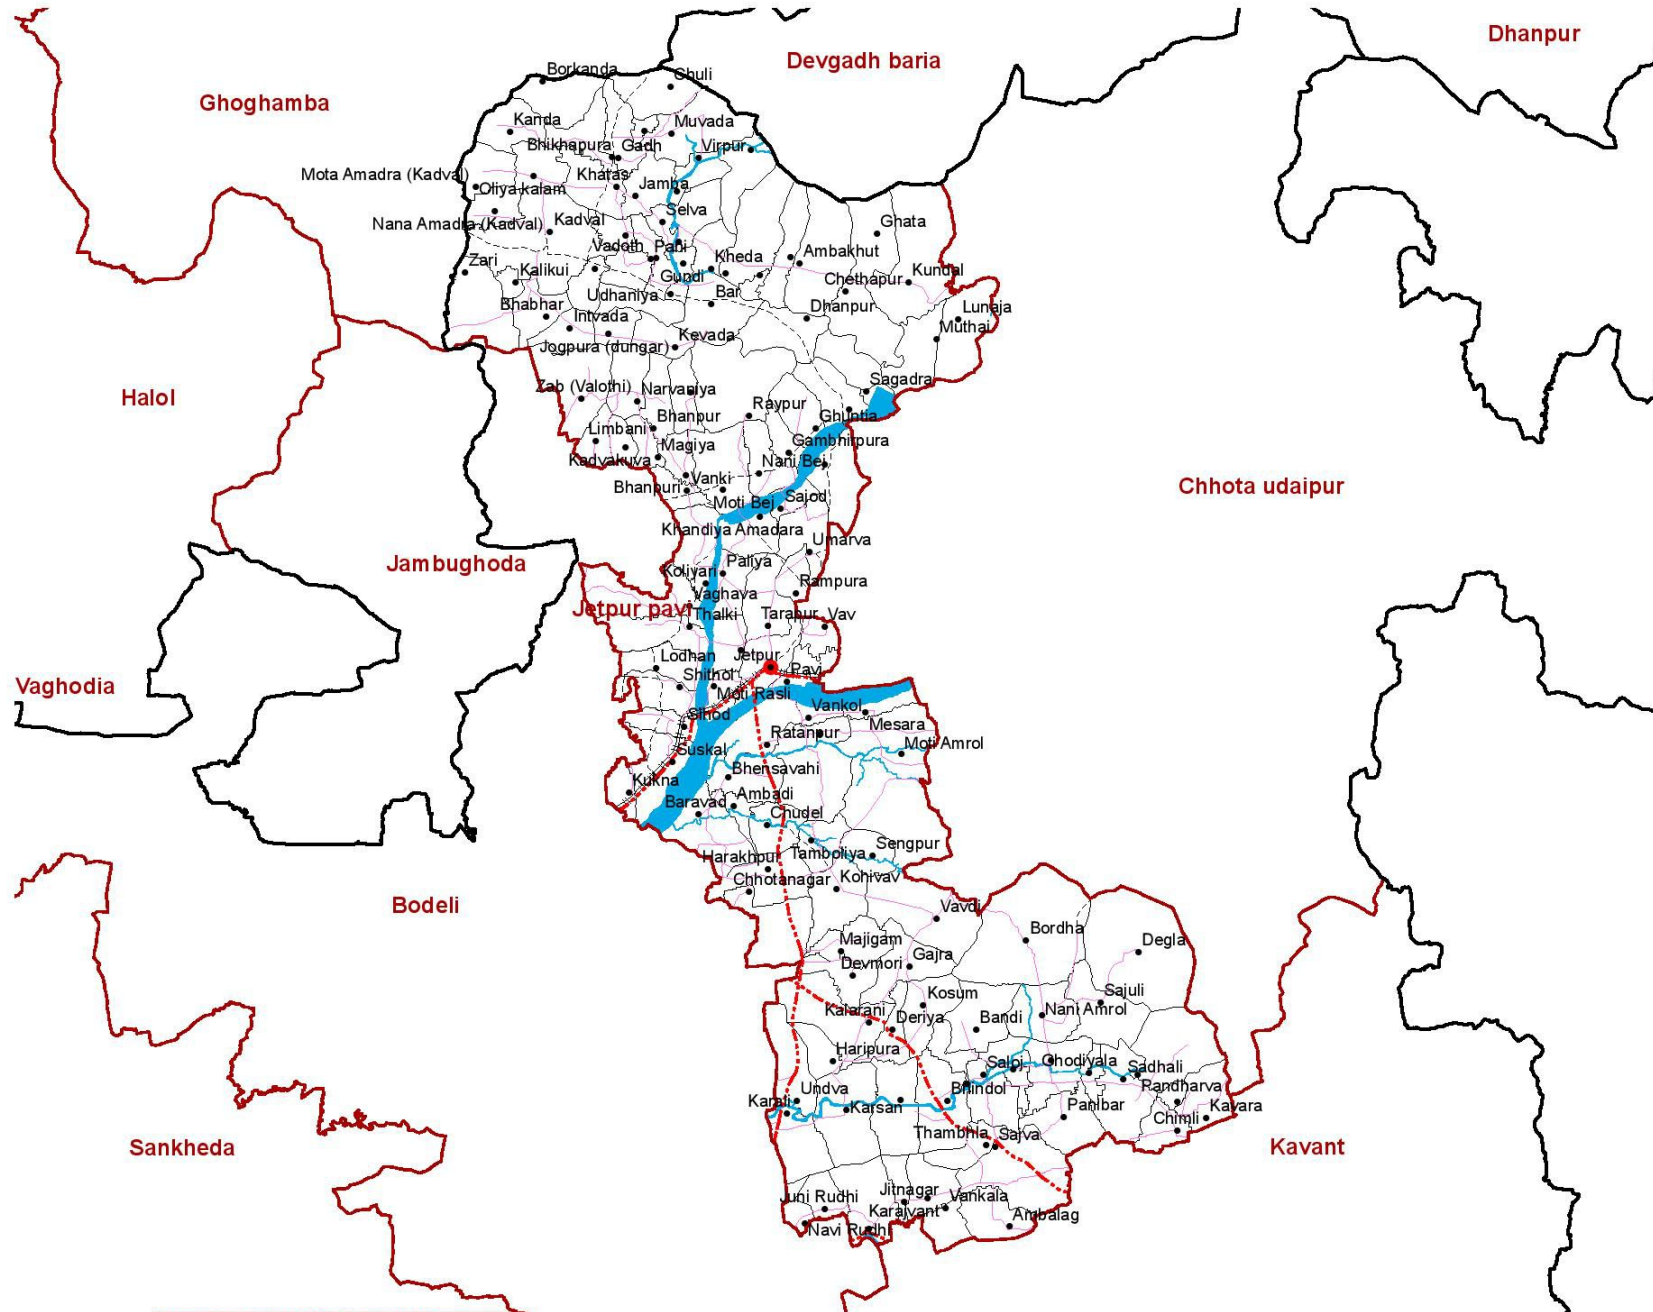 Dhanpur
Devgadh baria
Ghoghamba
Borkanda
Ghuli
Kanda
Muvada
Bhikhapura
Gadh
Virpur
Mota Amadra (Kadval)
Oliya kalam
Kharas
Jamba
Nana Amadra (Kadval)
Kadval
Selva
Ghata
Vadoth
Pani
Zari
Kalikui
Gundi
Kheda
Ambakhut
Chethapur
Kundal
Bhabhar
Udhaniya
Bar
Dhanpur
Lunaja
Intvada
Muthai
Jogpura (dungar)
Kevada
Halol
Zab (Valothi)
Narvaniya
Sagadra
Bhanpur
Raypur
Ghuntia
Limbani
Magiya
Gambhirpura
Kadvakuva
Nani Bej
Bhanpuri
Vanki
Chhota udaipur
Moti Bej
Sajod
Khandiya Amadara
Umarva
Jambughoda
Koliyari
Paliya
Rampura
Vaghava
Jetpur pavi
Thalki
Tarapur
Vav
Lodhan
Jetpur
Pavi
Vaghodia
Shithol
Moti Rasli
Sihod
Vankol
Mesara
Ratanpur
Moti Amrol
Suskal
Kukna
Bhensavahi
Baravad
Ambadi
Chudel
Harakhpur
Tamboliya
Sengpur
Chhotanagar
Kohivav
Bodeli
Vavdi
Bordha
Majigam
Degla
Devmori
Gajra
Kosum
Sajuli
Kalarani
Deriya
Bandi
Nani Amrol
Haripura
Saloj
Ghodiyala
Sadhali
Undva
Bhindol
Randharva
Karali
Karsan
Panibar
Kavara
Chimli
Sankheda
Thambhla
Sajva
Kavant
Juni Rudhi
Jitnagar
Vankala
Karajvant
Ambalag
Navi Rudhi